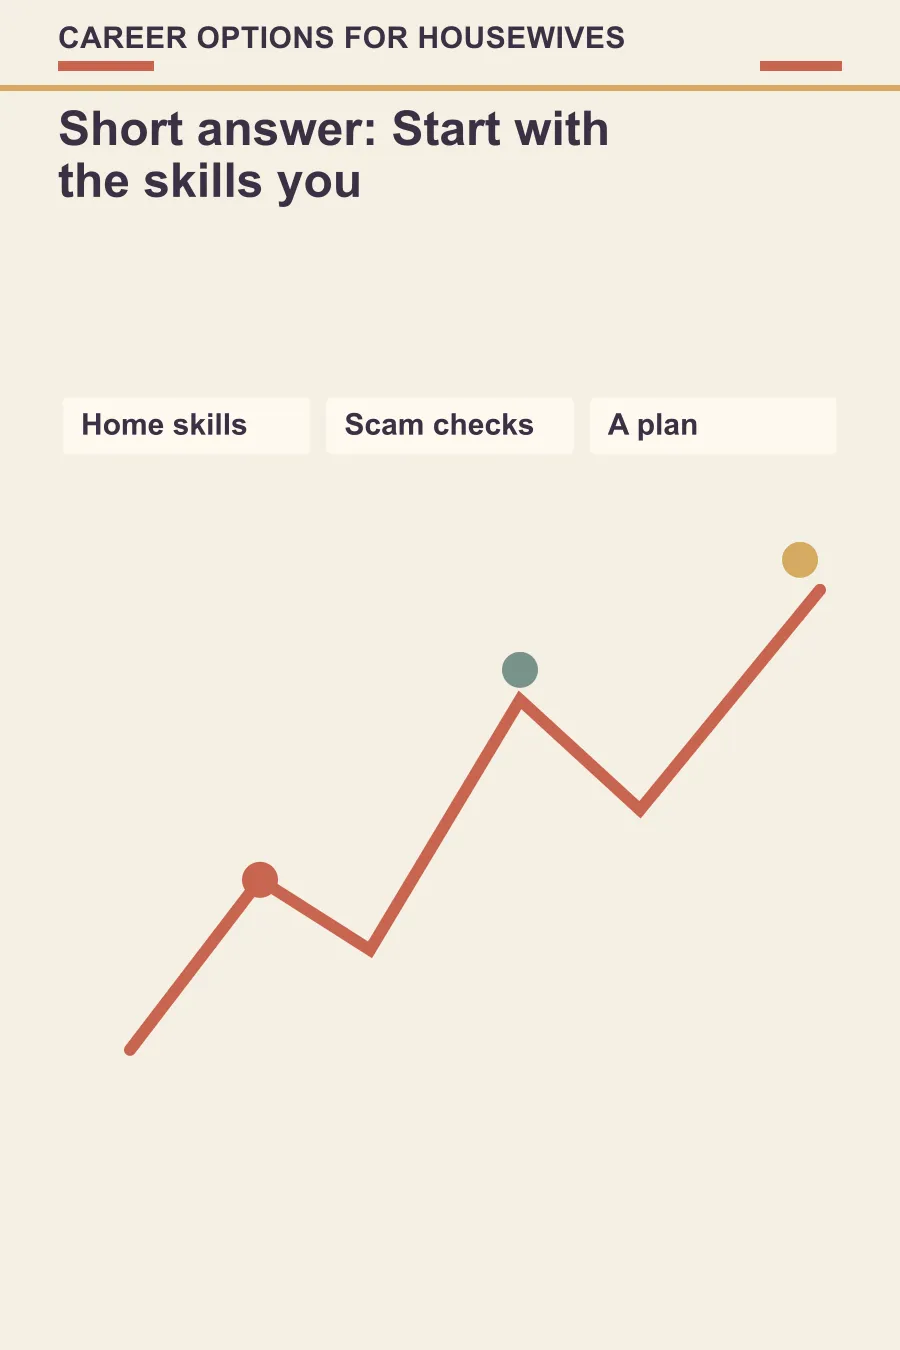 CAREER OPTIONS FOR HOUSEWIVES
Short answer: Start with
the skills you
Home skills
Scam checks
A plan